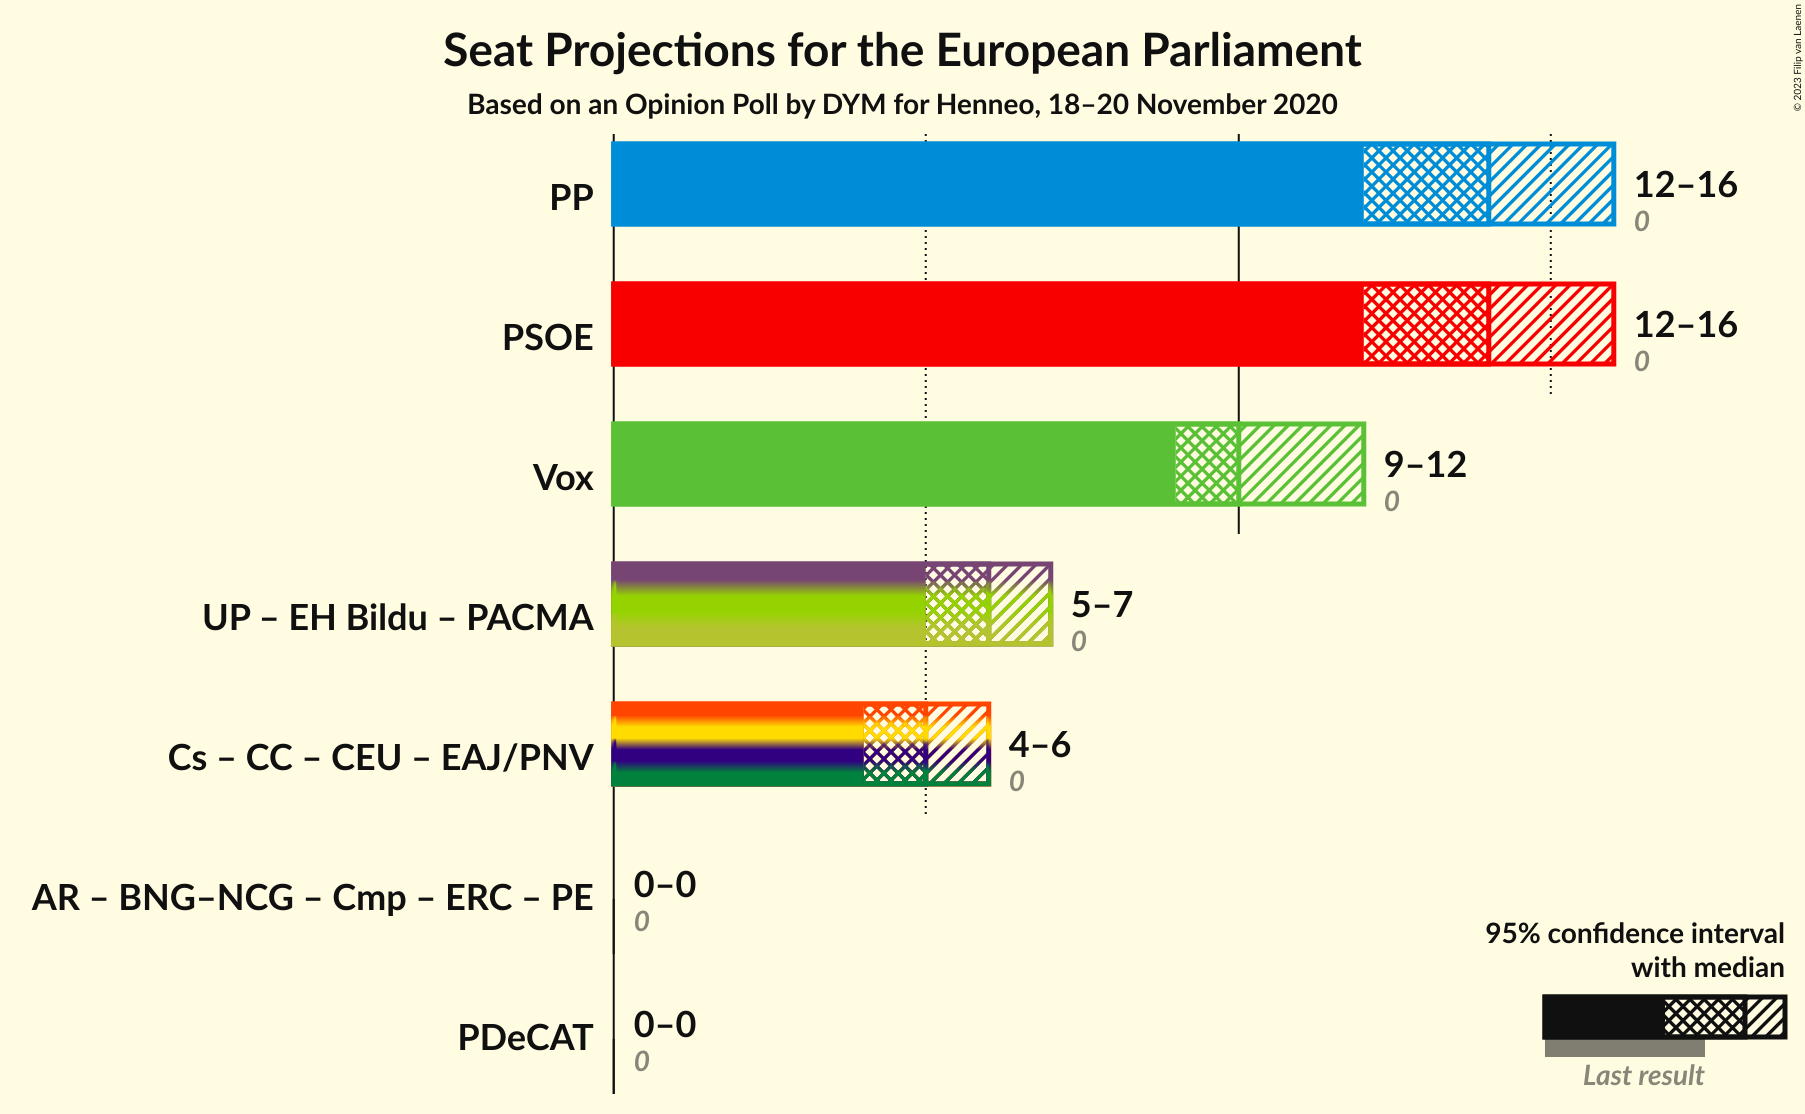 Seat Projections for the European Parliament
Based on an Opinion Poll by DYM for Henneo, 18–20 November 2020
© 2023 Filip van Laenen
PP
12–16
0
PSOE
12–16
0
Vox
9–12
0
UP – EH Bildu – PACMA
5–7
0
Cs – CC – CEU – EAJ/PNV
4–6
0
AR – BNG–NCG – Cmp – ERC – PE
0–0
0
PDeCAT
0–0
0
95% confidence interval
with median
Last result